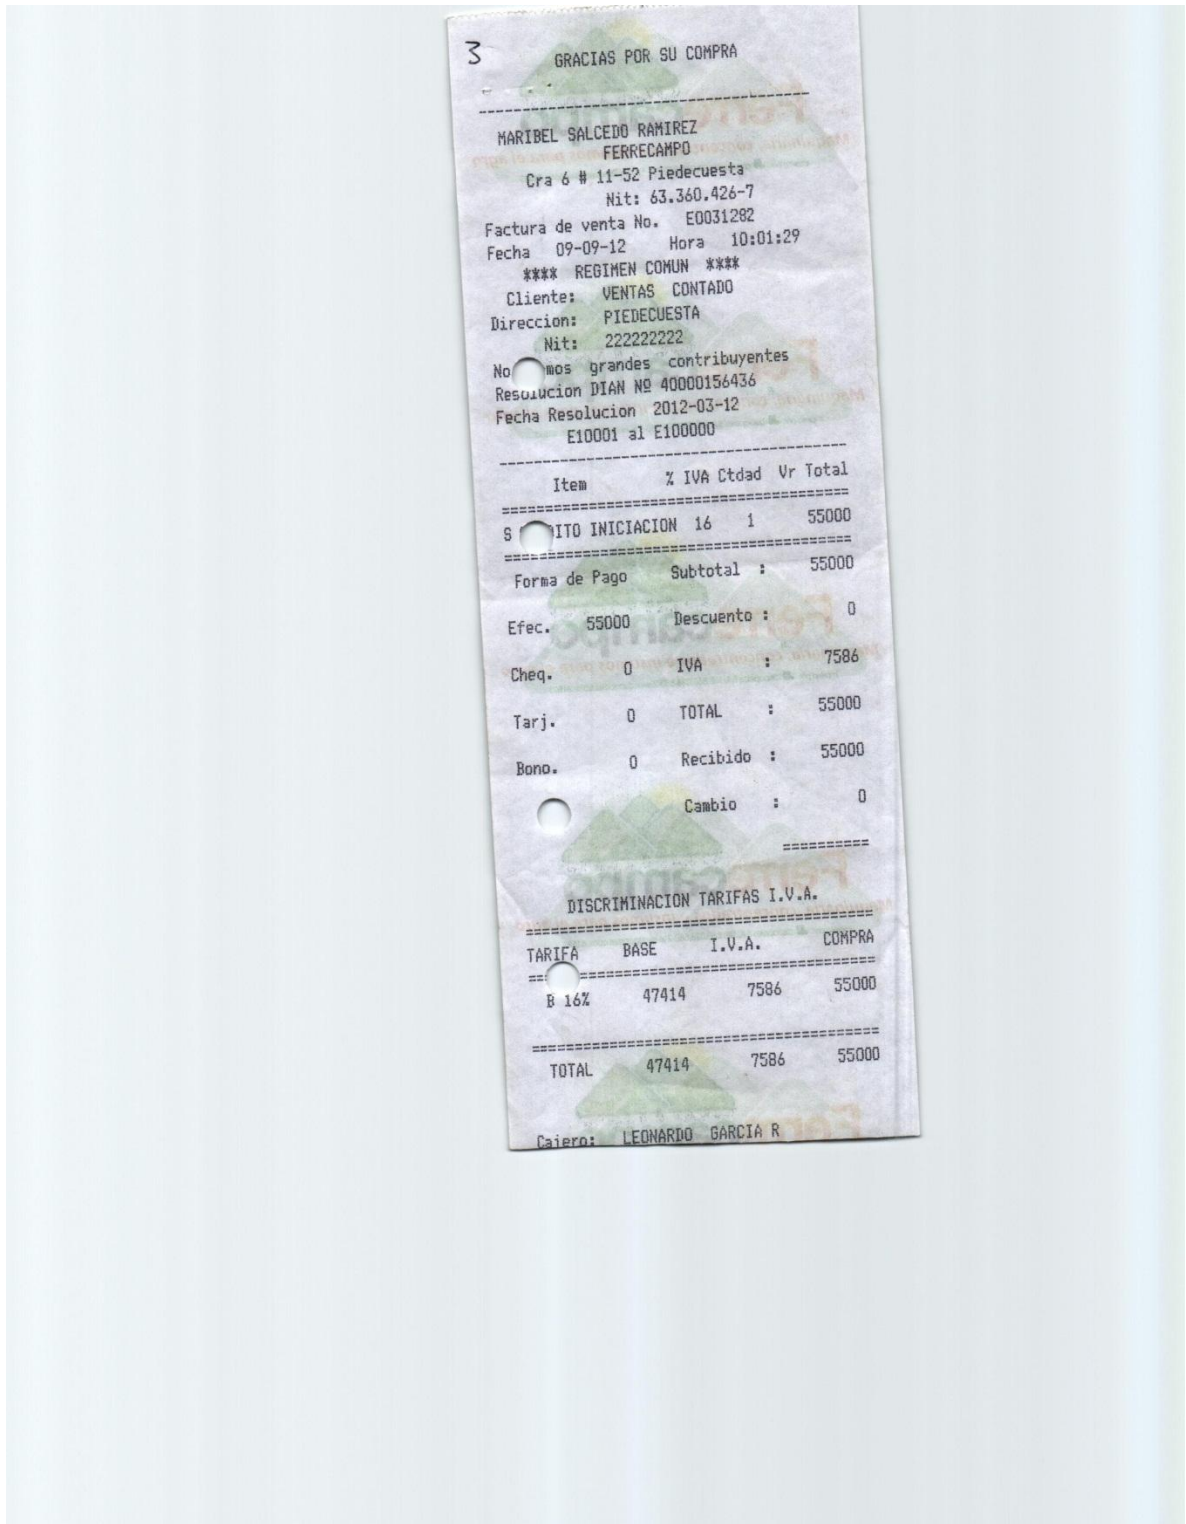 3
GRACIAS POR SU COMPRA
MARIBEL SALCEDO RAMIREZ
FERRECAMPO
Cra 6 # 11-52 Piedecuesta
Nit: 63.360.426-7
Factura de venta No. E0031282
Fecha 09-09-12 Hora 10:01:29
**** REGIMEN COMUN ****
Cliente: VENTAS CONTADO
Direccion: PIEDECUESTA
Nit: 222222222
No mos grandes contribuyentes
Resolucion DIAN Nº 40000156436
Fecha Resolucion 2012-03-12
E10001 al E100000
Item % IVA Ctdad Vr Total
S ITO INICIACION 16 1 55000
Forma de Pago Subtotal : 55000
Efec. 55000 Descuento : 0
Cheq. 0 IVA : 7586
Tarj. 0 TOTAL : 55000
Bono. 0 Recibido : 55000
Cambio : 0
DISCRIMINACION TARIFAS I.V.A.
TARIFA BASE I.V.A. COMPRA
B 16% 47414 7586 55000
TOTAL 47414 7586 55000
Cajero: LEONARDO GARCIA R